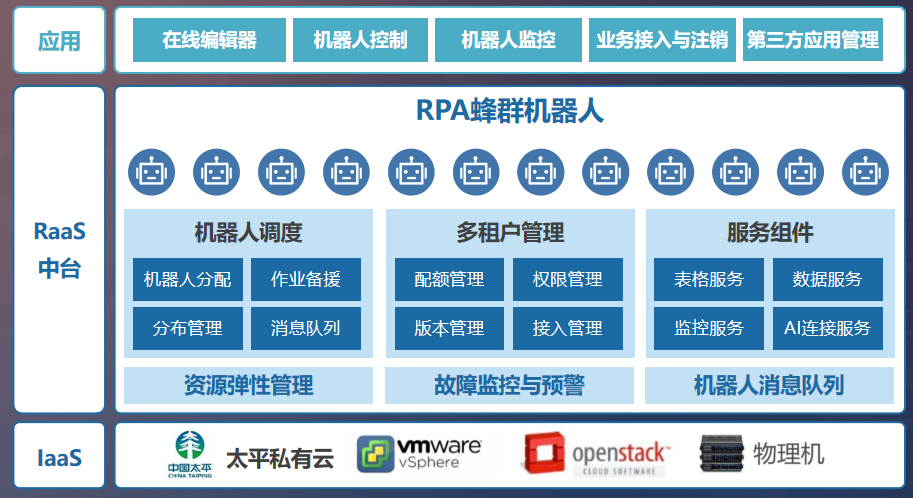 应用
在线编辑器
机器人控制
机器人监控
业务接入与注销
第三方应用管理
RaaS
中台
RPA蜂群机器人
机器人调度
多租户管理
服务组件
机器人分配
作业备援
配额管理
权限管理
表格服务
数据服务
分布管理
消息队列
版本管理
接入管理
监控服务
AI连接服务
资源弹性管理
故障监控与预警
机器人消息队列
IaaS
中国太平
CHINA TAIPING
太平私有云
vmware
vSphere
openstack™
CLOUD SOFTWARE
物理机